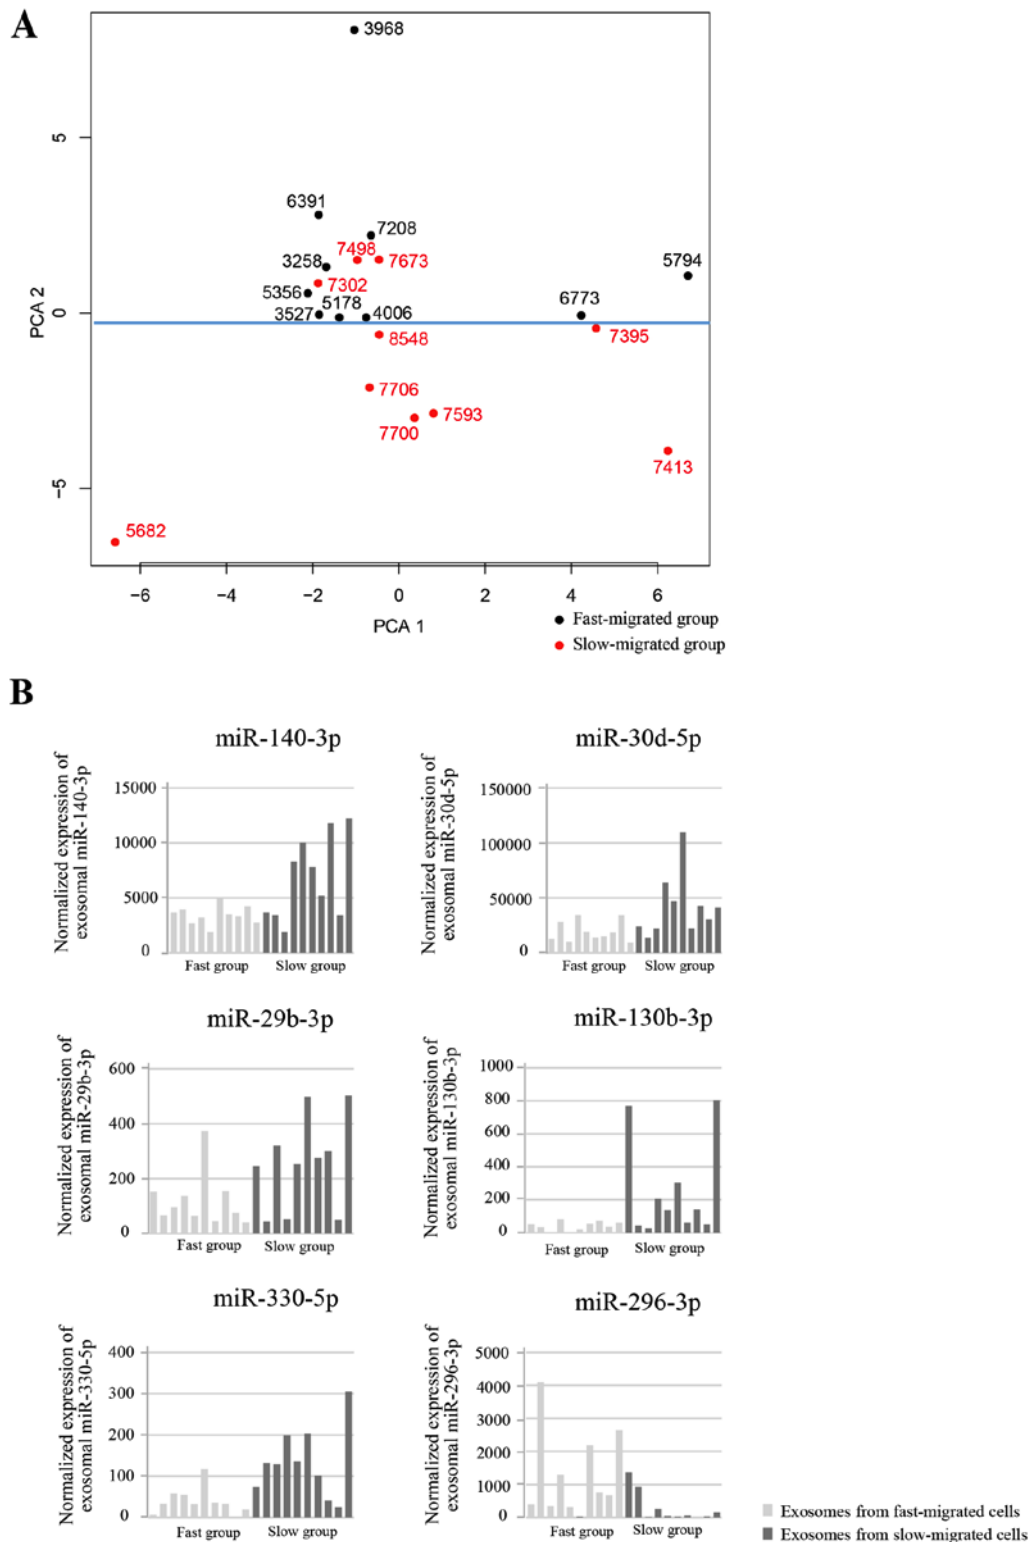 A
3968
6391
7208
7498
7673
3258
7302
5356
5178
3527
4006
8548
5794
6773
7395
7706
7593
7700
7413
5682
5
0
−5
PCA 2
−6 −4 −2 0 2 4 6
PCA 1
Fast-migrated group
Slow-migrated group
B
miR-140-3p
Normalized expression of
exosomal miR-140-3p
15000
10000
5000
0
Fast group Slow group
miR-30d-5p
Normalized expression of
exosomal miR-30d-5p
150000
100000
50000
0
Fast group Slow group
miR-29b-3p
Normalized expression of
exosomal miR-29b-3p
600
400
200
0
Fast group Slow group
miR-130b-3p
Normalized expression of
exosomal miR-130b-3p
1000
800
600
400
200
0
Fast group Slow group
miR-330-5p
Normalized expression of
exosomal miR-330-5p
400
300
200
100
0
Fast group Slow group
miR-296-3p
Normalized expression of
exosomal miR-296-3p
5000
4000
3000
2000
1000
0
Fast group Slow group
Exosomes from fast-migrated cells
Exosomes from slow-migrated cells